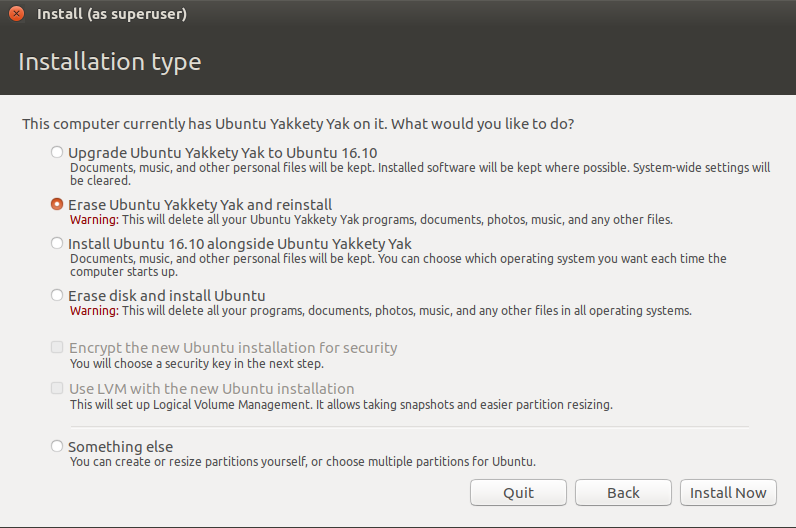 Install (as superuser)
Installation type
This computer currently has Ubuntu Yakkety Yak on it. What would you like to do?
Upgrade Ubuntu Yakkety Yak to Ubuntu 16.10
Documents, music, and other personal files will be kept. Installed software will be kept where possible. System-wide settings will
be cleared.
Erase Ubuntu Yakkety Yak and reinstall
Warning: This will delete all your Ubuntu Yakkety Yak programs, documents, photos, music, and any other files.
Install Ubuntu 16.10 alongside Ubuntu Yakkety Yak
Documents, music, and other personal files will be kept. You can choose which operating system you want each time the
computer starts up.
Erase disk and install Ubuntu
Warning: This will delete all your programs, documents, photos, music, and any other files in all operating systems.
Encrypt the new Ubuntu installation for security
You will choose a security key in the next step.
Use LVM with the new Ubuntu installation
This will set up Logical Volume Management. It allows taking snapshots and easier partition resizing.
Something else
You can create or resize partitions yourself, or choose multiple partitions for Ubuntu.
Quit Back Install Now